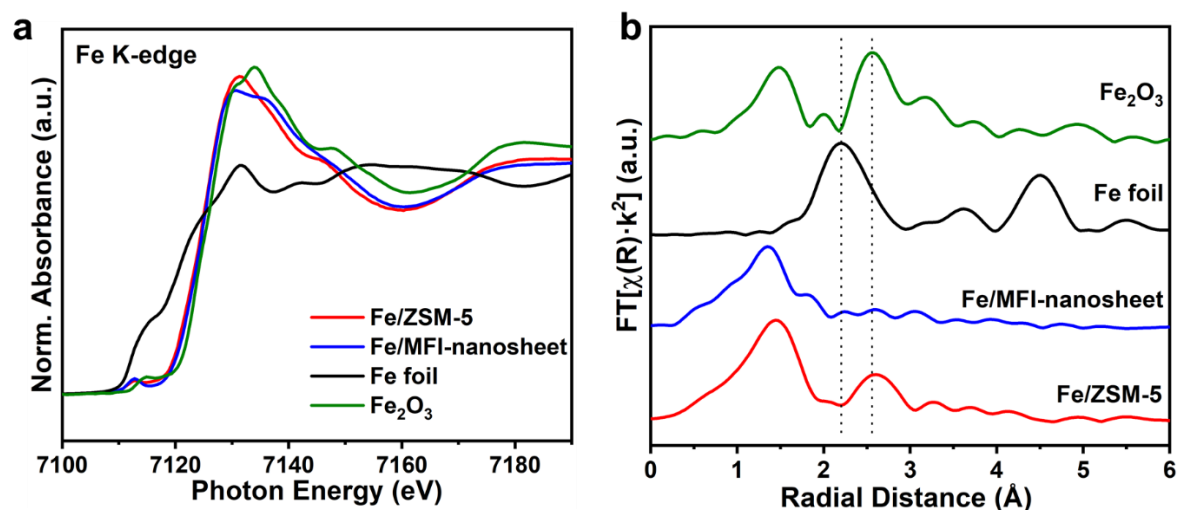 a
Fe K-edge
Norm. Absorbance (a.u.)
Fe/ZSM-5
Fe/MFI-nanosheet
Fe foil
Fe₂O₃
7100 7120 7140 7160 7180
Photon Energy (eV)
b
FT[χ(R)·k²] (a.u.)
Fe₂O₃
Fe foil
Fe/MFI-nanosheet
Fe/ZSM-5
0 1 2 3 4 5 6
Radial Distance (Å)